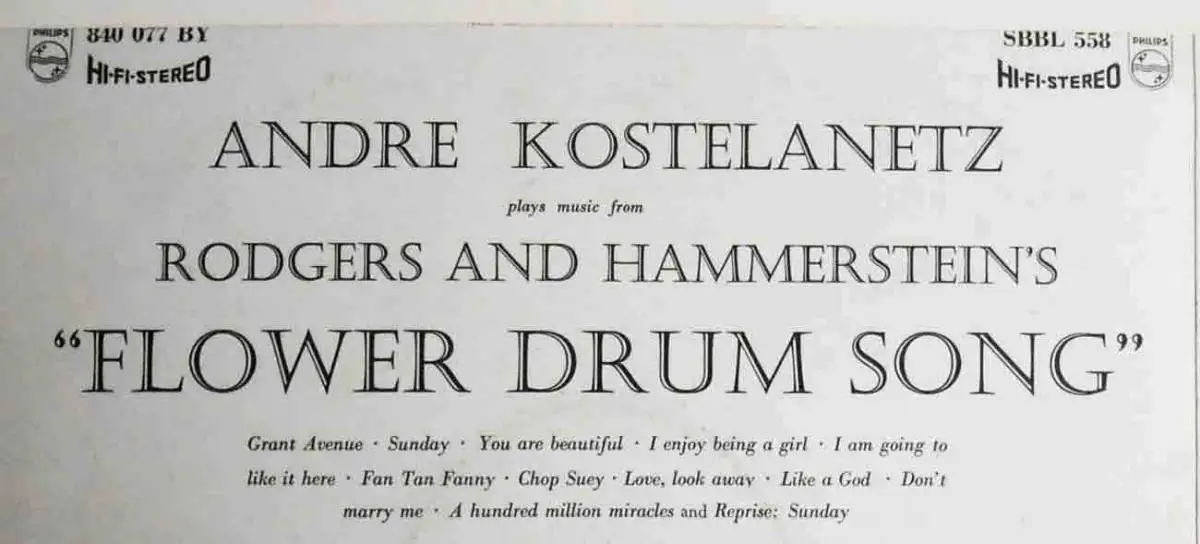 PHILIPS 840 077 BY
HI-FI-STEREO
SBBL 558 PHILIPS
HI-FI-STEREO
ANDRE KOSTELANETZ
plays music from
RODGERS AND HAMMERSTEIN'S
“FLOWER DRUM SONG”
Grant Avenue · Sunday · You are beautiful · I enjoy being a girl · I am going to
like it here · Fan Tan Fanny · Chop Suey · Love, look away · Like a God · Don't
marry me · A hundred million miracles and Reprise: Sunday